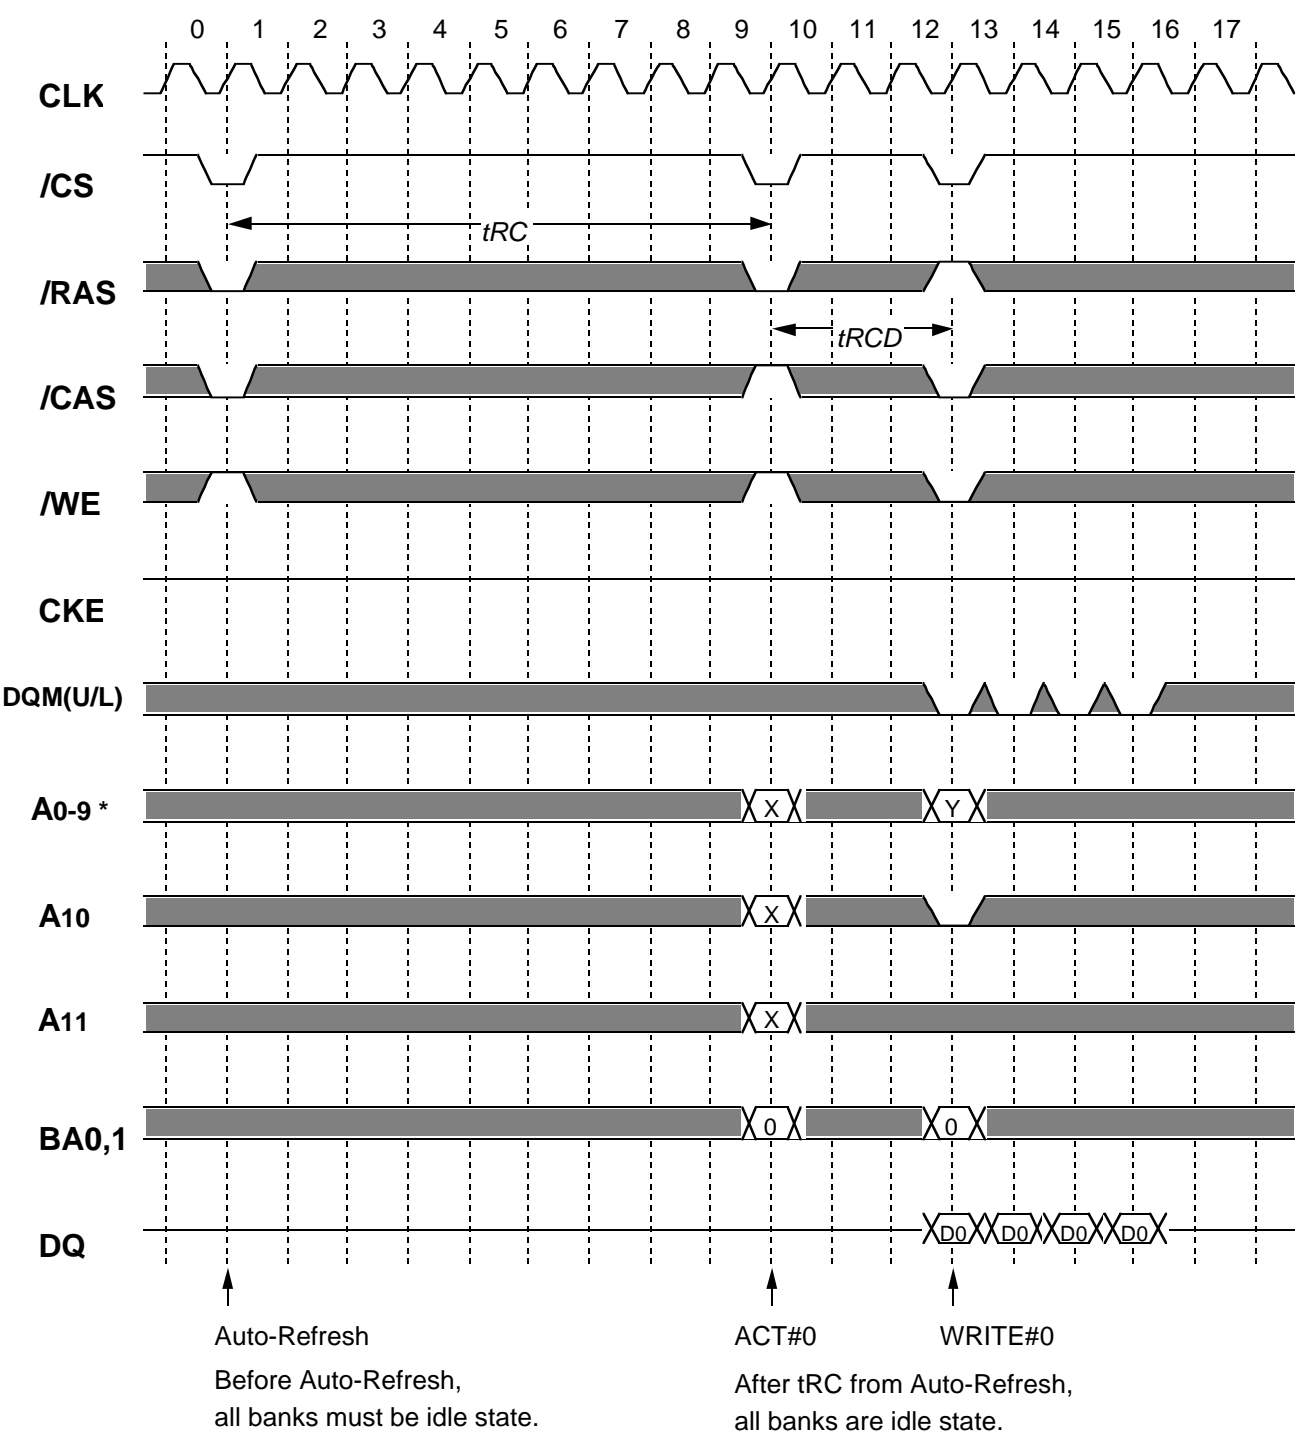 0 1 2 3 4 5 6 7 8 9 10 11 12 13 14 15 16 17
CLK
/CS
tRC
/RAS
tRCD
/CAS
/WE
CKE
DQM(U/L)
A0-9 * X Y
A10 X
A11 X
BA0,1 0 0
DQ D0 D0 D0 D0
Auto-Refresh ACT#0 WRITE#0
Before Auto-Refresh,
all banks must be idle state.
After tRC from Auto-Refresh,
all banks are idle state.